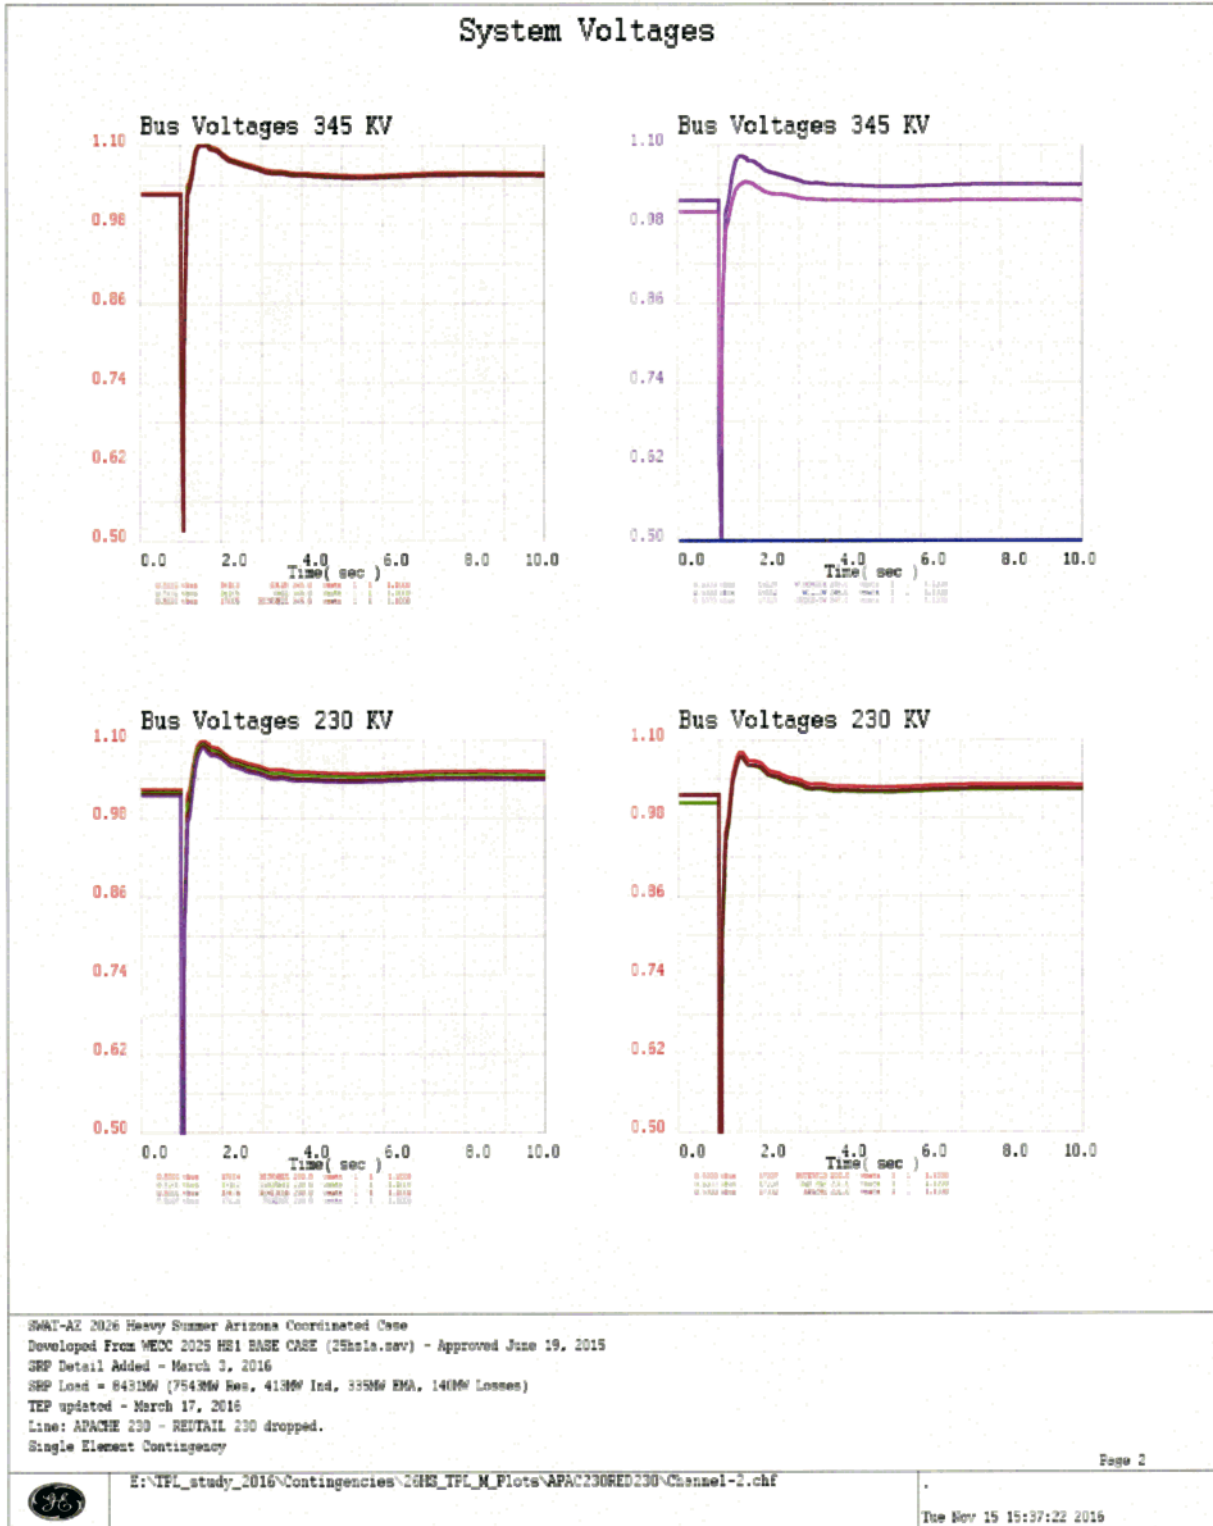 System Voltages
Bus Voltages 345 KV
1.10
0.98
0.86
0.74
0.62
0.50
0.0 2.0 4.0 6.0 8.0 10.0
Time( sec )
Bus Voltages 345 KV
1.10
0.98
0.86
0.74
0.62
0.50
0.0 2.0 4.0 6.0 8.0 10.0
Time( sec )
Bus Voltages 230 KV
1.10
0.98
0.86
0.74
0.62
0.50
0.0 2.0 4.0 6.0 8.0 10.0
Time( sec )
Bus Voltages 230 KV
1.10
0.98
0.86
0.74
0.62
0.50
0.0 2.0 4.0 6.0 8.0 10.0
Time( sec )
SWAT-AZ 2026 Heavy Summer Arizona Coordinated Case
Developed From WECC 2025 HS1 BASE CASE (25hs1a.sav) - Approved June 19, 2015
SRP Detail Added - March 3, 2016
SRP Load = 8431MW (7543MW Res, 413MW Ind, 335MW EMA, 140MW Losses)
TEP updated - March 17, 2016
Line: APACHE 230 - REDTAIL 230 dropped.
Single Element Contingency
Page 2
GE
E:\TPL_study_2016\Contingencies\26HS_TPL_M_Plots\APAC230RED230\Channel-2.chf
Tue Nov 15 15:37:22 2016